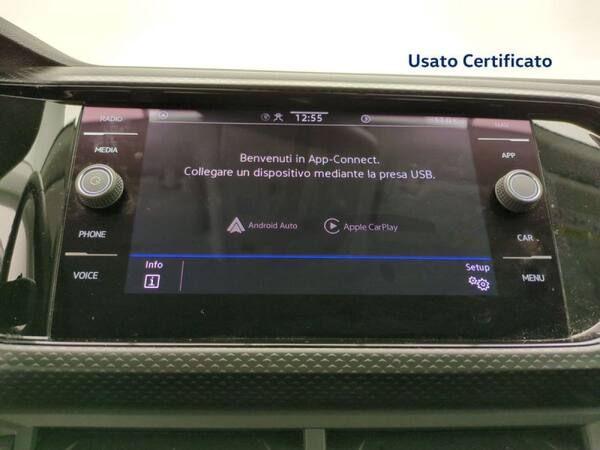 Usato Certificato
RADIO
12:55
NAV
MEDIA
APP
Benvenuti in App-Connect.
Collegare un dispositivo mediante la presa USB.
Android Auto
Apple CarPlay
PHONE
CAR
VOICE
Info
Setup
MENU